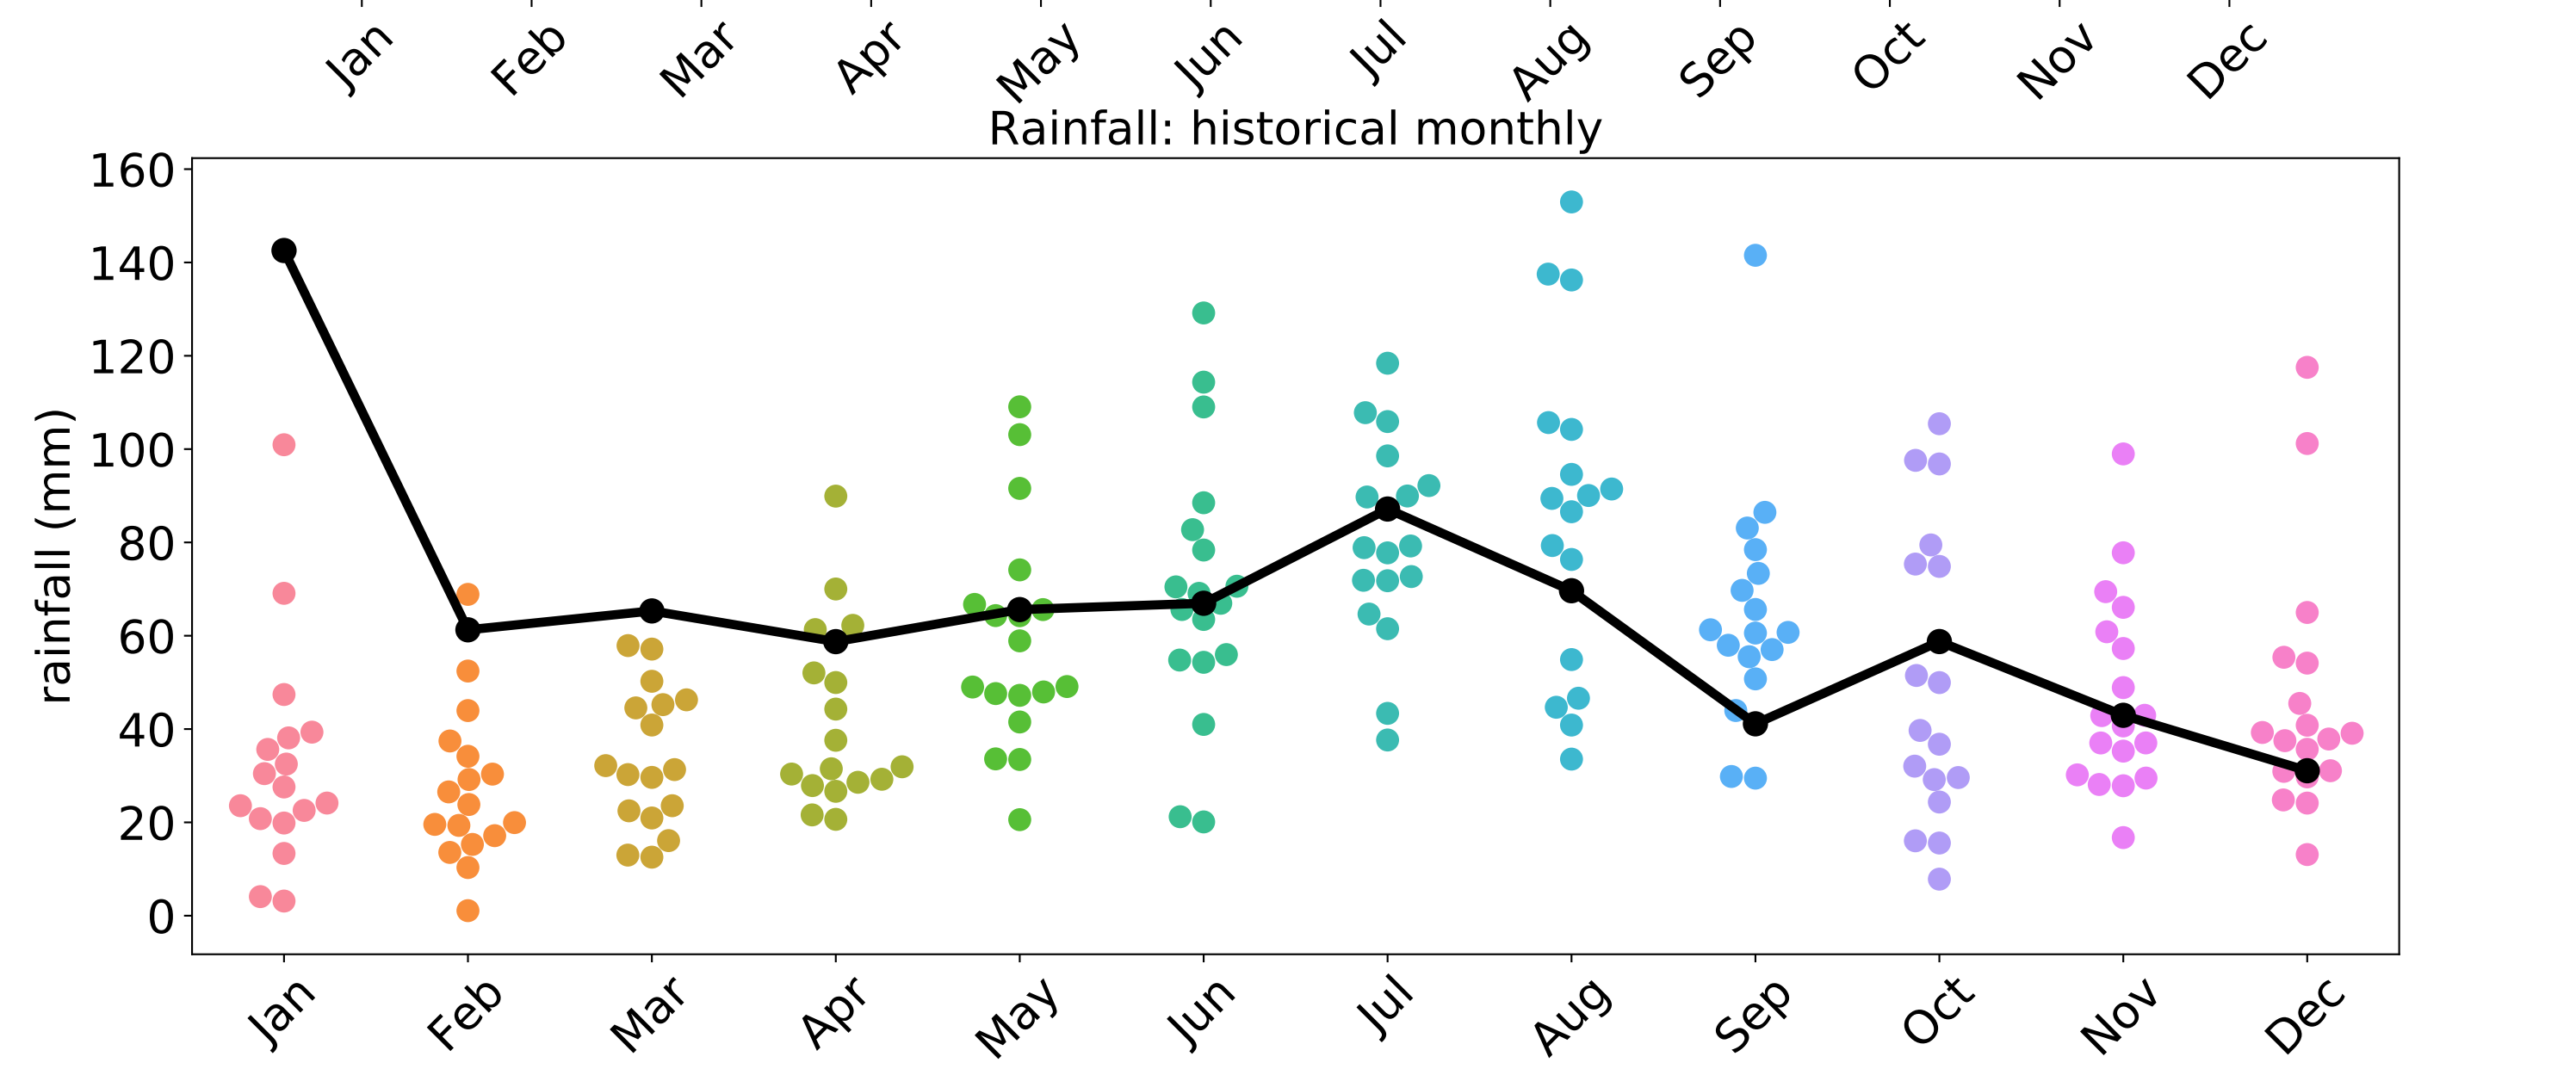 Jan Feb Mar Apr May Jun Jul Aug Sep Oct Nov Dec
Rainfall: historical monthly
rainfall (mm)
160
140
120
100
80
60
40
20
0
Jan Feb Mar Apr May Jun Jul Aug Sep Oct Nov Dec